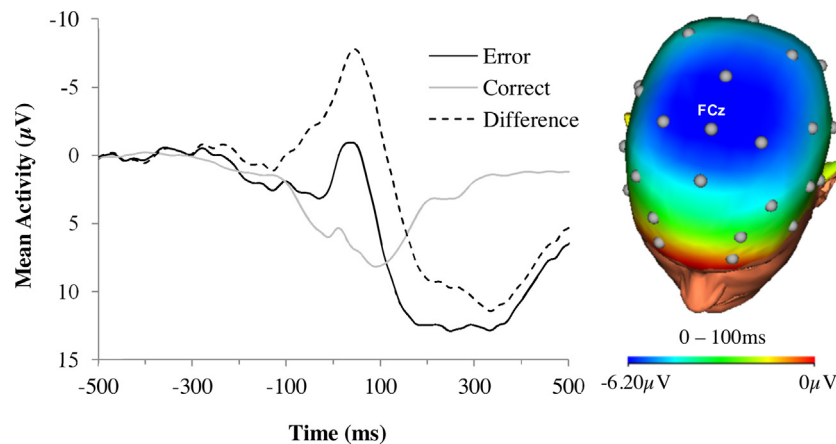 -10
-5
0
5
10
15
Mean Activity (µV)
-500 -300 -100 100 300 500
Time (ms)
Error
Correct
Difference
FCz
0 – 100ms
-6.20µV 0µV